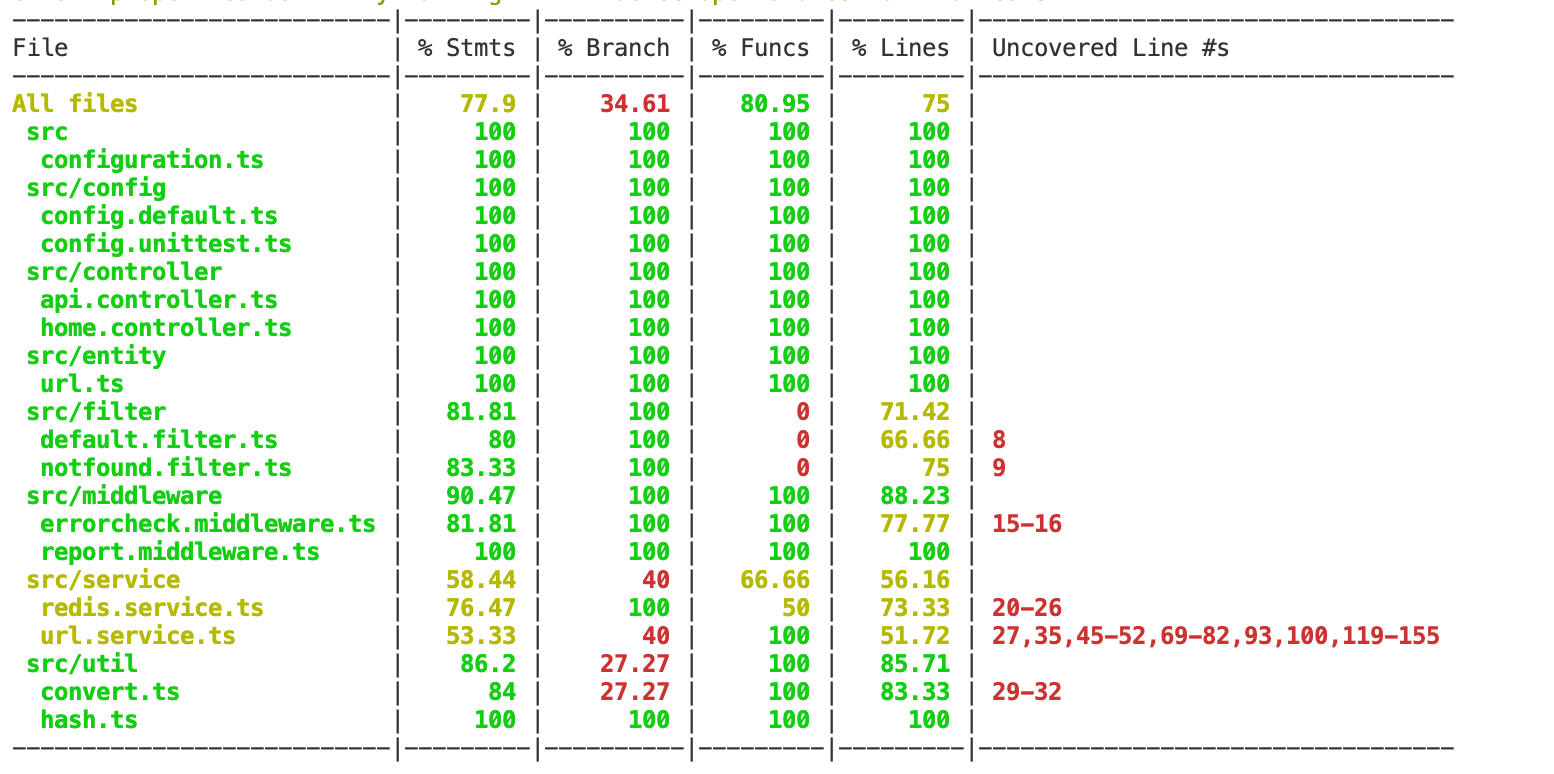 File | % Stmts | % Branch | % Funcs | % Lines | Uncovered Line #s
All files | 77.9 | 34.61 | 80.95 | 75 |
src | 100 | 100 | 100 | 100 |
configuration.ts | 100 | 100 | 100 | 100 |
src/config | 100 | 100 | 100 | 100 |
config.default.ts | 100 | 100 | 100 | 100 |
config.unittest.ts | 100 | 100 | 100 | 100 |
src/controller | 100 | 100 | 100 | 100 |
api.controller.ts | 100 | 100 | 100 | 100 |
home.controller.ts | 100 | 100 | 100 | 100 |
src/entity | 100 | 100 | 100 | 100 |
url.ts | 100 | 100 | 100 | 100 |
src/filter | 81.81 | 100 | 0 | 71.42 |
default.filter.ts | 80 | 100 | 0 | 66.66 | 8
notfound.filter.ts | 83.33 | 100 | 0 | 75 | 9
src/middleware | 90.47 | 100 | 100 | 88.23 |
errorcheck.middleware.ts | 81.81 | 100 | 100 | 77.77 | 15-16
report.middleware.ts | 100 | 100 | 100 | 100 |
src/service | 58.44 | 40 | 66.66 | 56.16 |
redis.service.ts | 76.47 | 100 | 50 | 73.33 | 20-26
url.service.ts | 53.33 | 40 | 100 | 51.72 | 27,35,45-52,69-82,93,100,119-155
src/util | 86.2 | 27.27 | 100 | 85.71 |
convert.ts | 84 | 27.27 | 100 | 83.33 | 29-32
hash.ts | 100 | 100 | 100 | 100 |